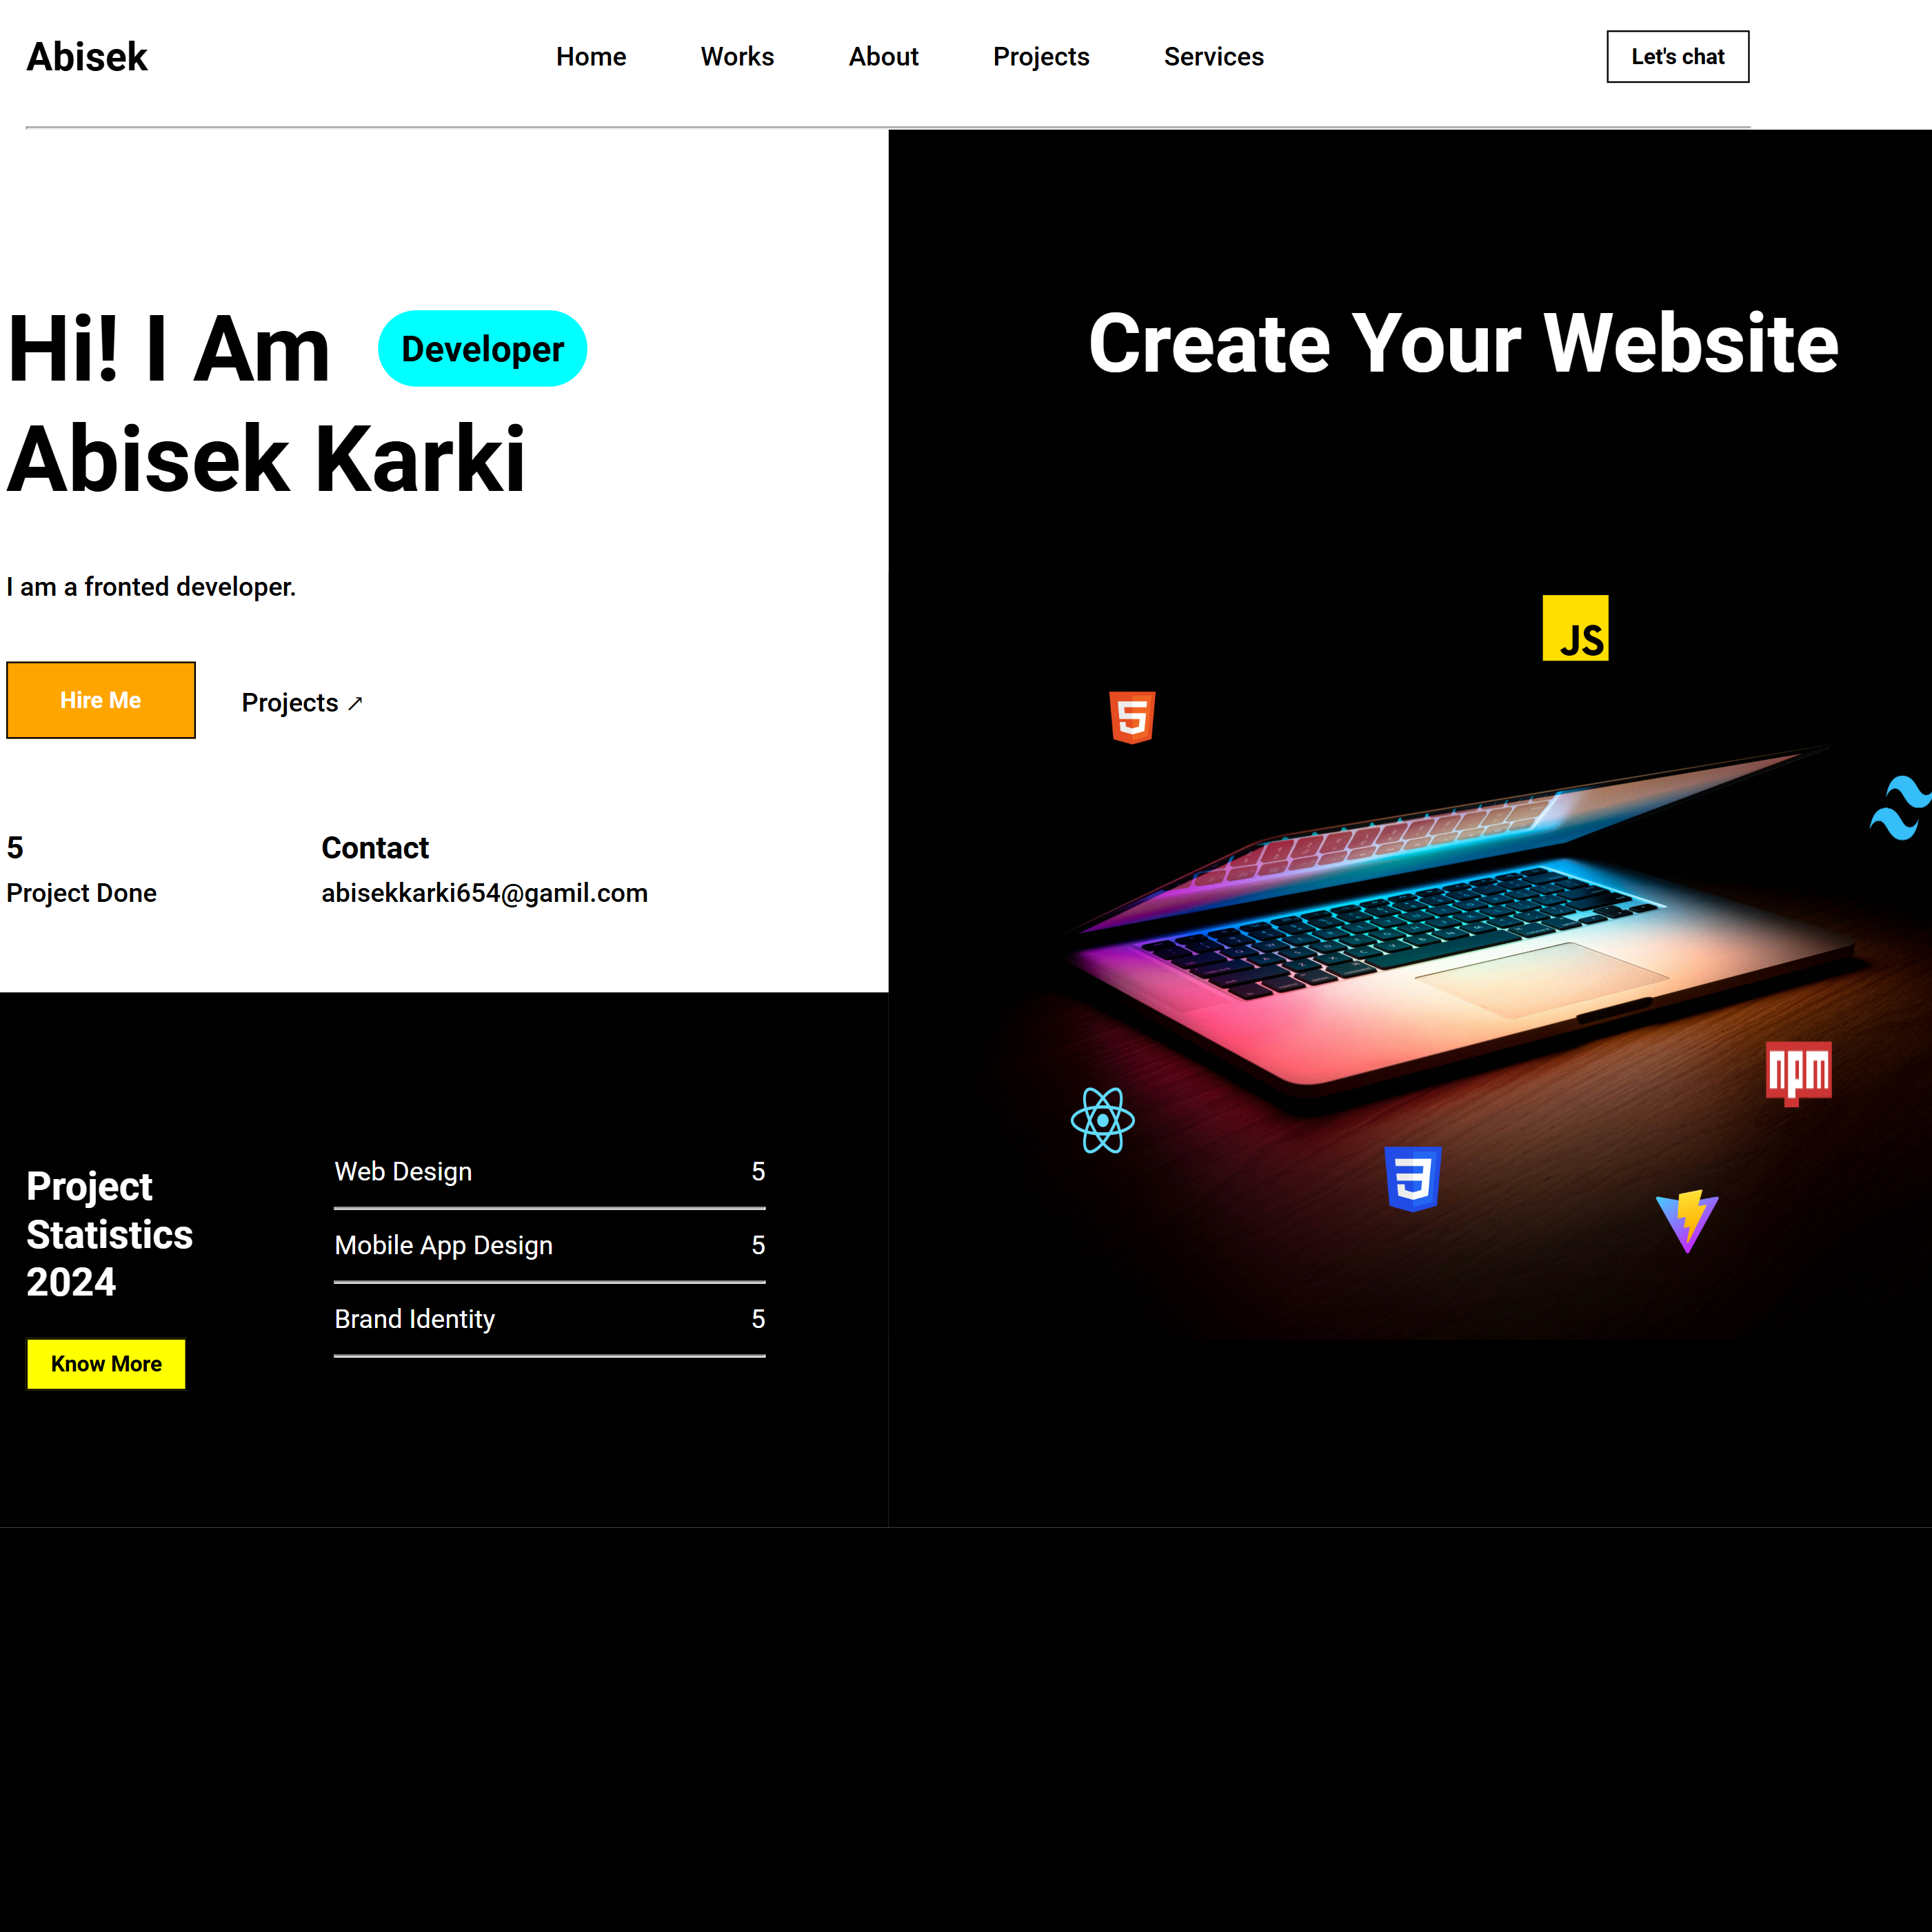 Abisek
Home Works About Projects Services
Let's chat
Hi! I Am
Developer
Abisek Karki
I am a fronted developer.
Hire Me
Projects ↗
5
Project Done
Contact
abisekkarki654@gamil.com
Create Your Website
JS
5
3
npm
Project
Statistics
2024
Know More
Web Design 5
Mobile App Design 5
Brand Identity 5